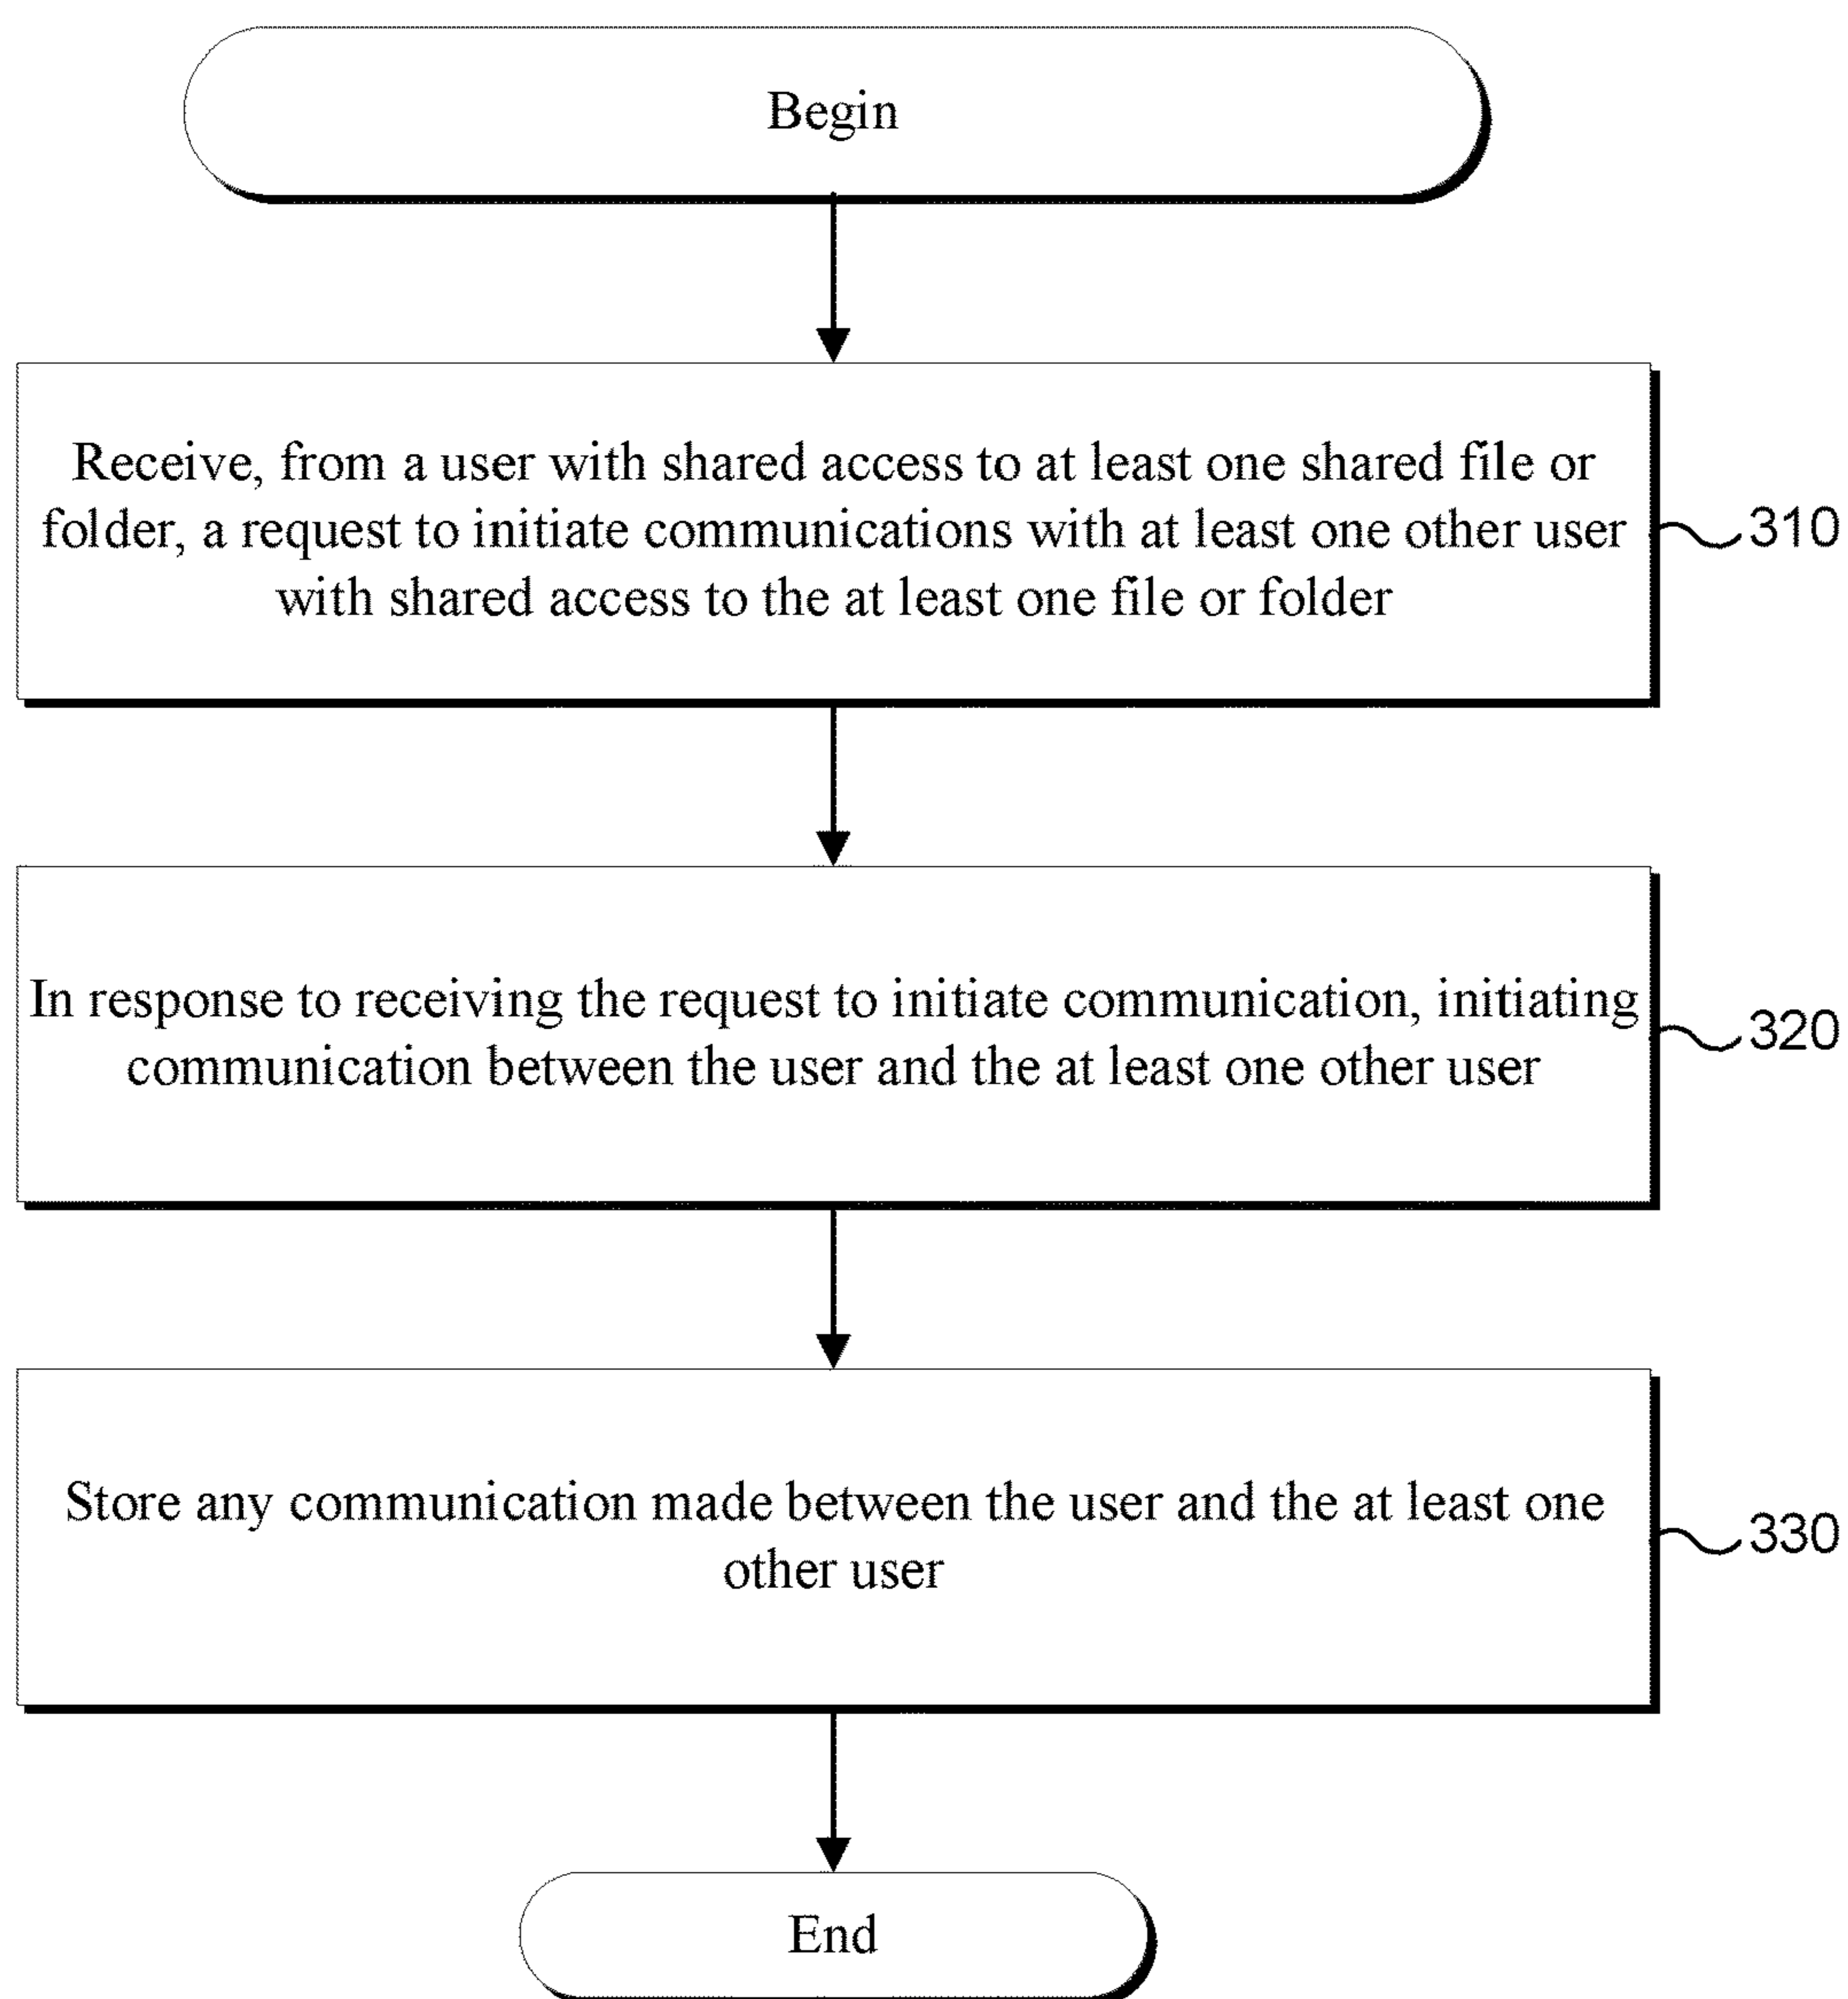 Begin
Receive, from a user with shared access to at least one shared file or
folder, a request to initiate communications with at least one other user
with shared access to the at least one file or folder
310
In response to receiving the request to initiate communication, initiating
communication between the user and the at least one other user
320
Store any communication made between the user and the at least one
other user
330
End